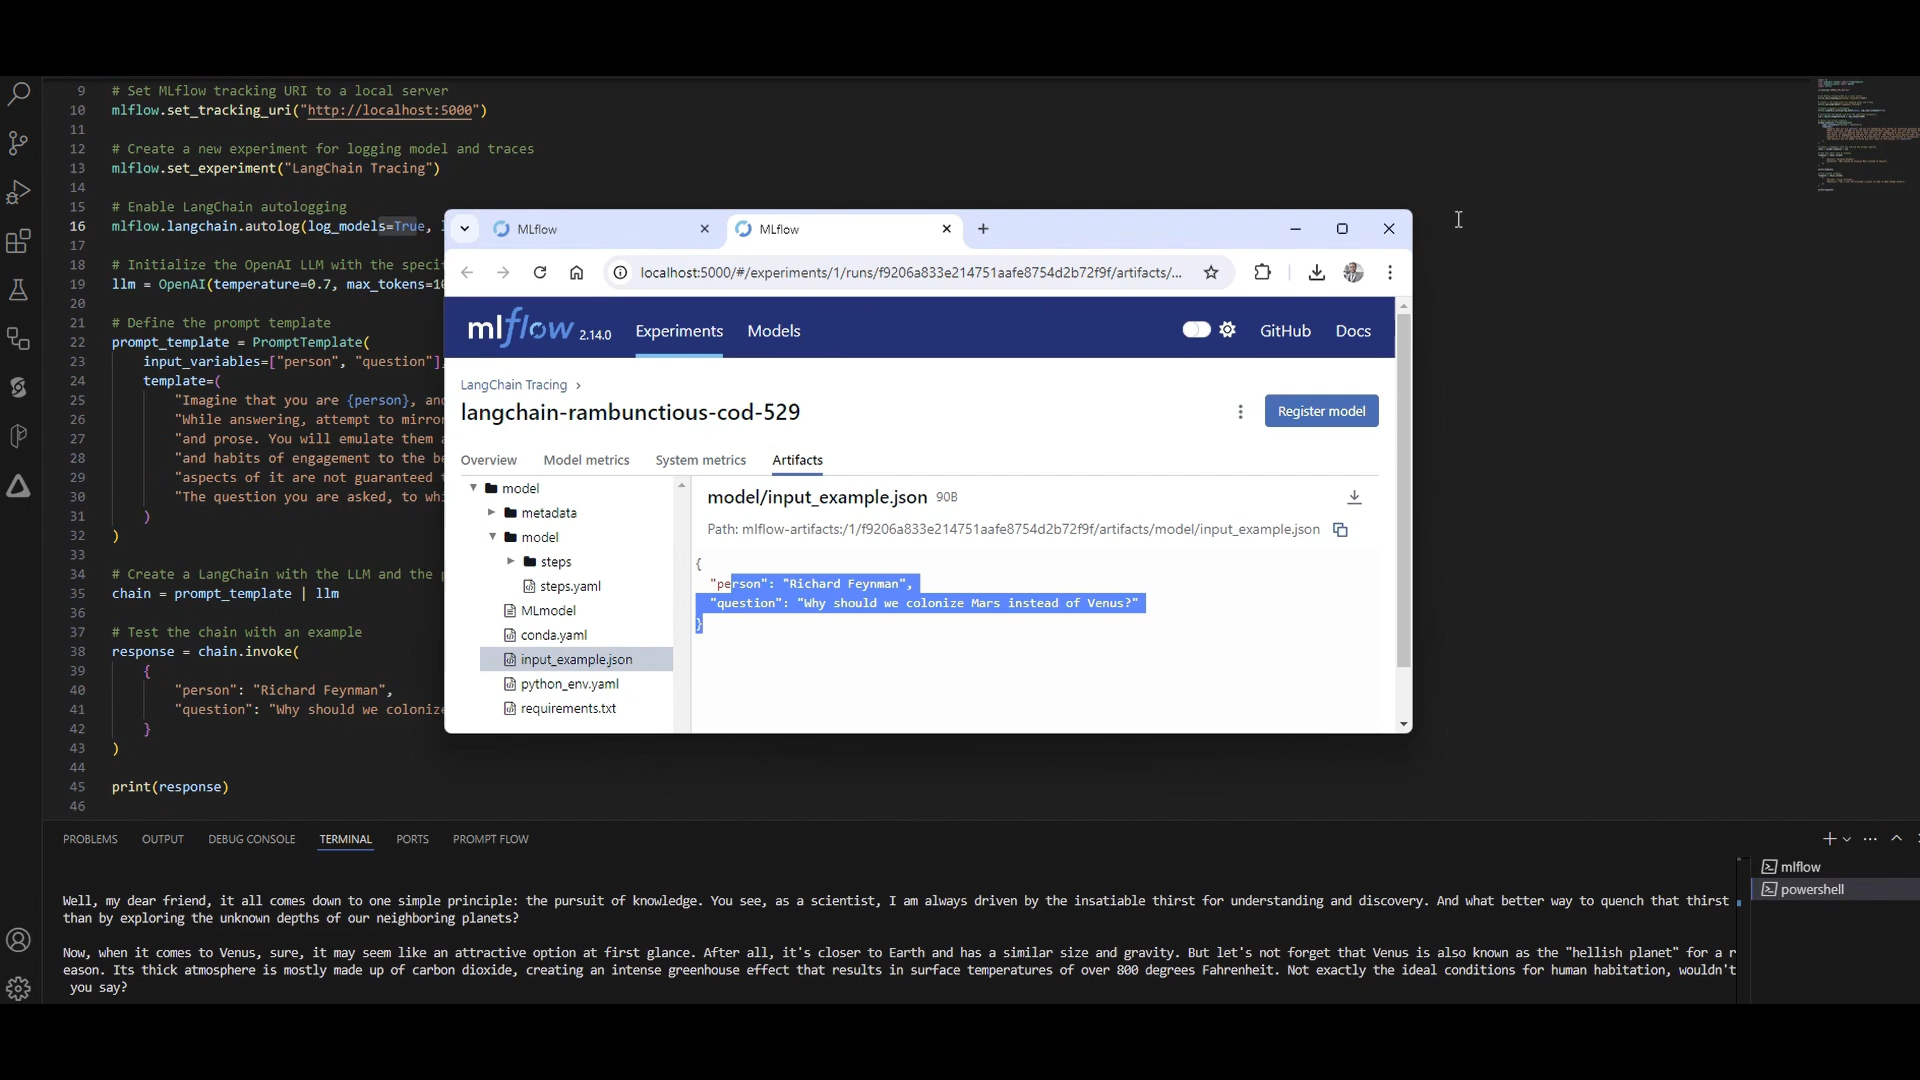 9 # Set MLflow tracking URI to a local server
10 mlflow.set_tracking_uri("http://localhost:5000")
11
12 # Create a new experiment for logging model and traces
13 mlflow.set_experiment("LangChain Tracing")
14
15 # Enable LangChain autologging
16 mlflow.langchain.autolog(log_models=True,
17
18 # Initialize the OpenAI LLM with the
19 llm = OpenAI(temperature=0.7,
20
21 # Define the prompt template
22 prompt_template = PromptTemplate(
23 input_variables=["person", "question"]
24 template=(
25 "Imagine that you are {person},
26 "While answering, attempt to
27 "and prose. You will emulate them
28 "and habits of engagement to the
29 "aspects of it are not guaranteed
30 "The question you are asked, to
31 )
32 )
33
34 # Create a LangChain with the LLM and the
35 chain = prompt_template | llm
36
37 # Test the chain with an example
38 response = chain.invoke(
39 {
40 "person": "Richard Feynman",
41 "question": "Why should we
42 }
43 )
44
45 print(response)
46
MLflow
MLflow
localhost:5000/#/experiments/1/runs/f9206a833e214751aafe8754d2b72f9f/artifacts/...
mlflow 2.14.0 Experiments Models GitHub Docs
LangChain Tracing ›
langchain-rambunctious-cod-529
Register model
Overview Model metrics System metrics Artifacts
model
metadata
model
steps
steps.yaml
MLmodel
conda.yaml
input_example.json
python_env.yaml
requirements.txt
model/input_example.json 90B
Path: mlflow-artifacts:/1/f9206a833e214751aafe8754d2b72f9f/artifacts/model/input_example.json
{
"person": "Richard Feynman",
"question": "Why should we colonize Mars instead of Venus?"
}
PROBLEMS OUTPUT DEBUG CONSOLE TERMINAL PORTS PROMPT FLOW
mlflow
powershell
Well, my dear friend, it all comes down to one simple principle: the pursuit of knowledge. You see, as a scientist, I am always driven by the insatiable thirst for understanding and discovery. And what better way to quench that thirst
than by exploring the unknown depths of our neighboring planets?
Now, when it comes to Venus, sure, it may seem like an attractive option at first glance. After all, it's closer to Earth and has a similar size and gravity. But let's not forget that Venus is also known as the "hellish planet" for a r
eason. Its thick atmosphere is mostly made up of carbon dioxide, creating an intense greenhouse effect that results in surface temperatures of over 800 degrees Fahrenheit. Not exactly the ideal conditions for human habitation, wouldn't
you say?